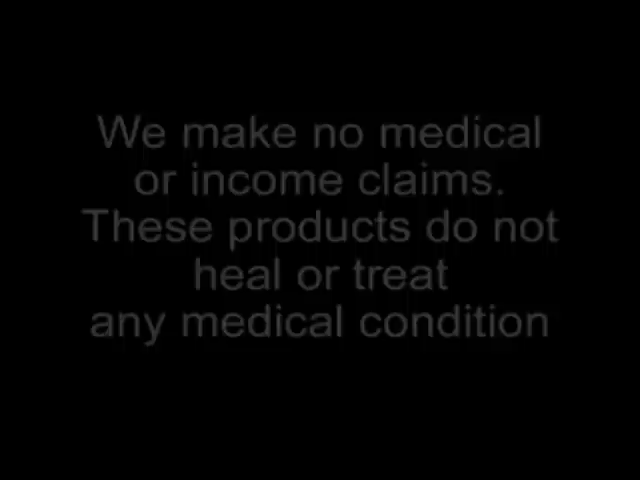 We make no medical
or income claims.
These products do not
heal or treat
any medical condition